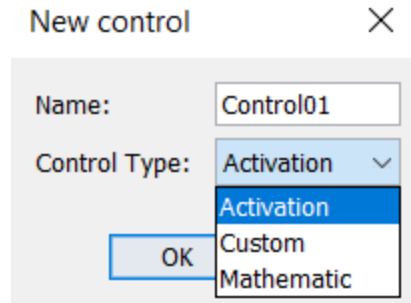 New control
Name: Control01
Control Type: Activation
Activation
Custom
OK
Mathematic